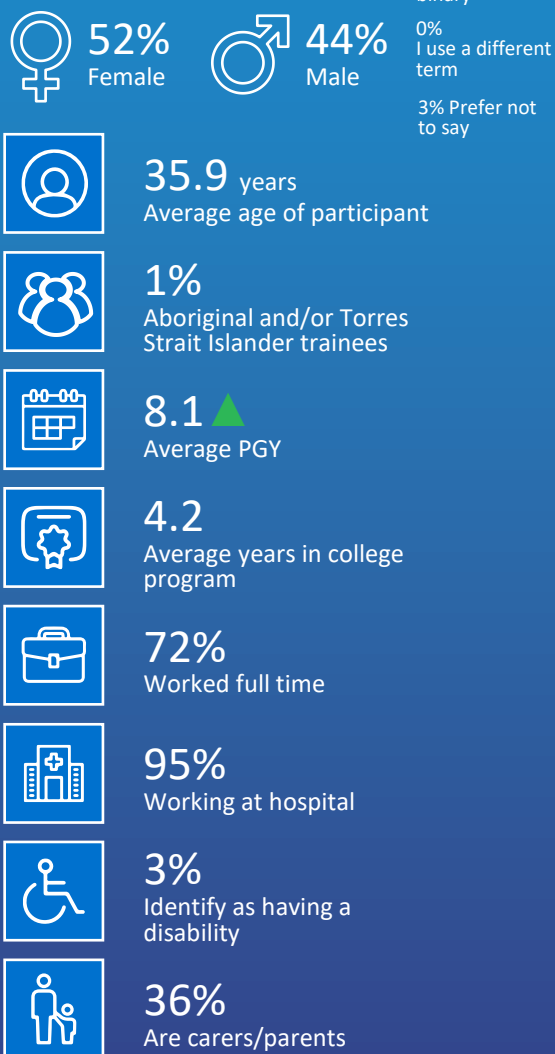 binary
52%
Female
44%
Male
0%
I use a different
term
3% Prefer not
to say
35.9 years
Average age of participant
1%
Aboriginal and/or Torres
Strait Islander trainees
8.1
Average PGY
4.2
Average years in college
program
72%
Worked full time
95%
Working at hospital
3%
Identify as having a
disability
36%
Are carers/parents